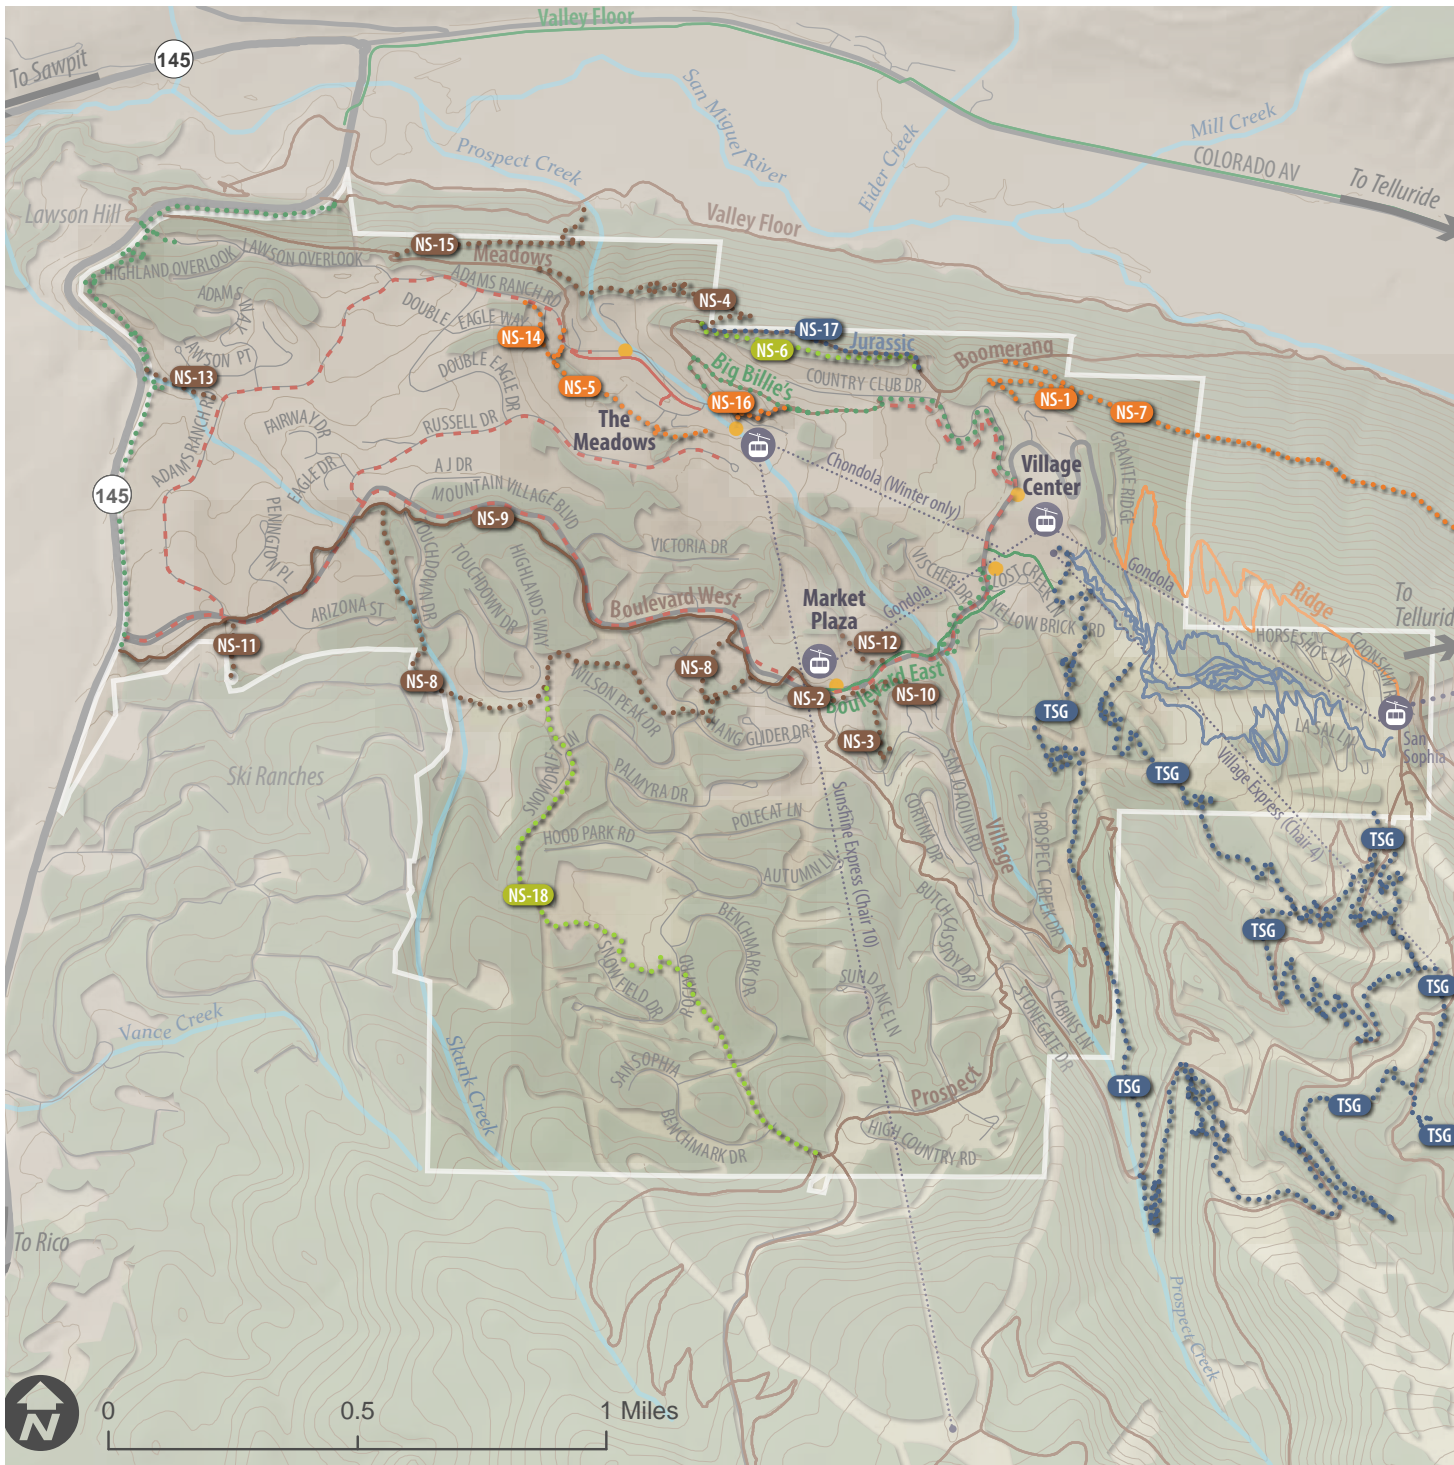 Valley Floor
145
To Sawpit
San Miguel River
Mill Creek
Eider Creek
Prospect Creek
COLORADO AV
To Telluride
Lawson Hill
Valley Floor
NS-15
LAWSON OVERLOOK
HIGHLAND OVERLOOK
Meadows
ADAMS RANCH RD
ADAMS WAY
DOUBLE EAGLE WAY
NS-4
NS-17
Jurassic
NS-14
NS-6
Boomerang
LAWSON PT
DOUBLE EAGLE DR
Big Billie's
COUNTRY CLUB DR
NS-13
NS-5
NS-16
NS-1
NS-7
ADAMS RANCH RD
FAIRWAY DR
RUSSELL DR
The
Meadows
EAGLE DR
A J DR
Chondola (Winter only)
Village
Center
GRANITE RIDGE
145
PENNINGTON PL
MOUNTAIN VILLAGE BLVD
NS-9
TOUCHDOWN DR
TOUCHDOWN DR
HIGHLANDS WAY
VICTORIA DR
VISCHER DR
LOST CREEK LN
Gondola
Ridge
To
Telluride
ARIZONA ST
Boulevard West
Market
Plaza
Gondola
YELLOW BRICK RD
HORSESHOE LN
COONSKIN RD
NS-11
NS-12
NS-8
NS-8
WILSON PEAK DR
NS-2
Boulevard East
NS-10
TSG
HANG GLIDER DR
NS-3
LA SAL LN
San
Sophia
Ski Ranches
SNOWDRIFT LN
PALMYRA DR
SAN JOAQUIN RD
TSG
Village Express (Chair 4)
POLECAT LN
Sunshine Express (Chair 10)
CORTINA DR
Village
PROSPECT CREEK DR
TSG
HOOD PARK RD
AUTUMN LN
NS-18
BUTCH CASSIDY DR
BENCHMARK DR
TSG
SNOWFIELD DR
RUSSELL DR
SUNDANCE LN
STONEGATE DR
CABINS LN
TSG
Vance Creek
Skunk Creek
SAN SOPHIA
Prospect
TSG
TSG
BENCHMARK DR
HIGH COUNTRY RD
TSG
To Rico
Prospect Creek
N
0
0.5
1 Miles